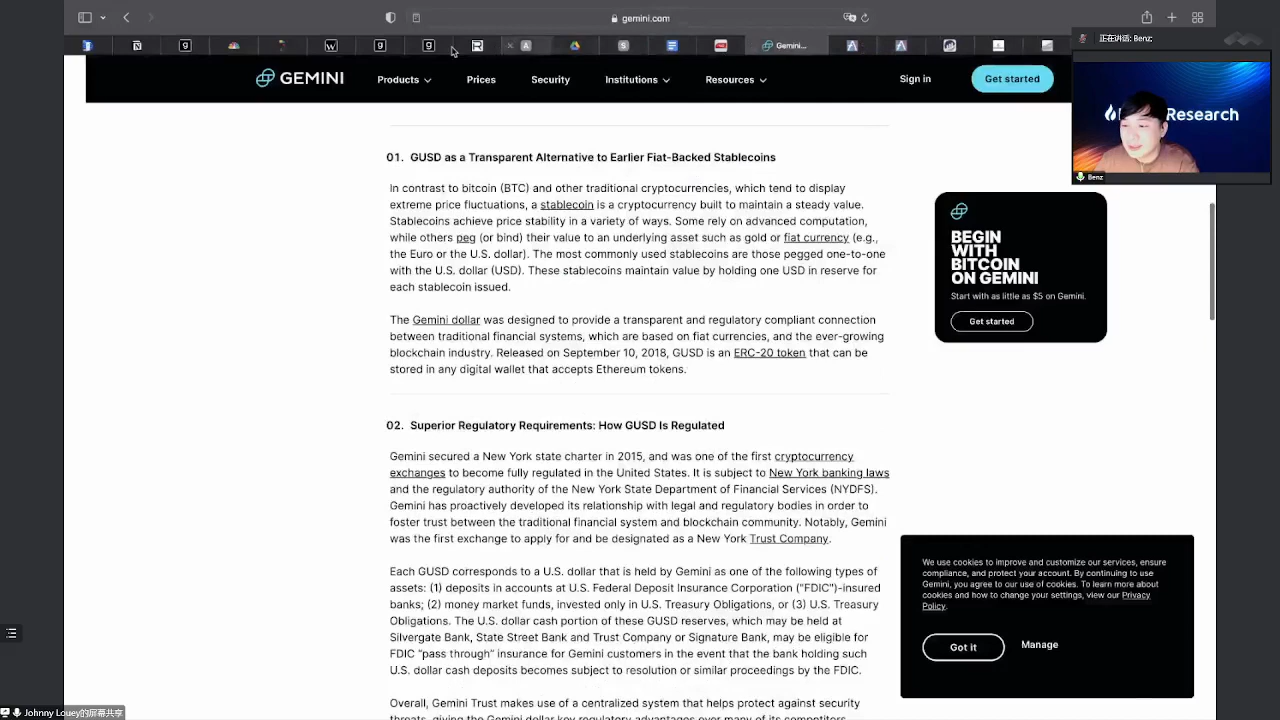 gemini.com
Gemini...
正在讲话: Benz;
GEMINI
Products
Prices
Security
Institutions
Resources
Sign in
Get started
Research
Benz
01. GUSD as a Transparent Alternative to Earlier Fiat-Backed Stablecoins
In contrast to bitcoin (BTC) and other traditional cryptocurrencies, which tend to display
extreme price fluctuations, a stablecoin is a cryptocurrency built to maintain a steady value.
Stablecoins achieve price stability in a variety of ways. Some rely on advanced computation,
while others peg (or bind) their value to an underlying asset such as gold or fiat currency (e.g.,
the Euro or the U.S. dollar). The most commonly used stablecoins are those pegged one-to-one
with the U.S. dollar (USD). These stablecoins maintain value by holding one USD in reserve for
each stablecoin issued.
The Gemini dollar was designed to provide a transparent and regulatory compliant connection
between traditional financial systems, which are based on fiat currencies, and the ever-growing
blockchain industry. Released on September 10, 2018, GUSD is an ERC-20 token that can be
stored in any digital wallet that accepts Ethereum tokens.
BEGIN
WITH
BITCOIN
ON GEMINI
Start with as little as $5 on Gemini.
Get started
02. Superior Regulatory Requirements: How GUSD Is Regulated
Gemini secured a New York state charter in 2015, and was one of the first cryptocurrency
exchanges to become fully regulated in the United States. It is subject to New York banking laws
and the regulatory authority of the New York State Department of Financial Services (NYDFS).
Gemini has proactively developed its relationship with legal and regulatory bodies in order to
foster trust between the traditional financial system and blockchain community. Notably, Gemini
was the first exchange to apply for and be designated as a New York Trust Company.
Each GUSD corresponds to a U.S. dollar that is held by Gemini as one of the following types of
assets: (1) deposits in accounts at U.S. Federal Deposit Insurance Corporation ("FDIC")-insured
banks; (2) money market funds, invested only in U.S. Treasury Obligations, or (3) U.S. Treasury
Obligations. The U.S. dollar cash portion of these GUSD reserves, which may be held at
Silvergate Bank, State Street Bank and Trust Company or Signature Bank, may be eligible for
FDIC "pass through" insurance for Gemini customers in the event that the bank holding such
U.S. dollar cash deposits becomes subject to resolution or similar proceedings by the FDIC.
Overall, Gemini Trust makes use of a centralized system that helps protect against security
threats, giving the Gemini dollar key regulatory advantages over many of its competitors.
We use cookies to improve and customize our services, ensure
compliance, and protect your account. By continuing to use
Gemini, you agree to our use of cookies. To learn more about
cookies and how to change your settings, view our Privacy
Policy.
Got it
Manage
Johnny Louey的屏幕共享